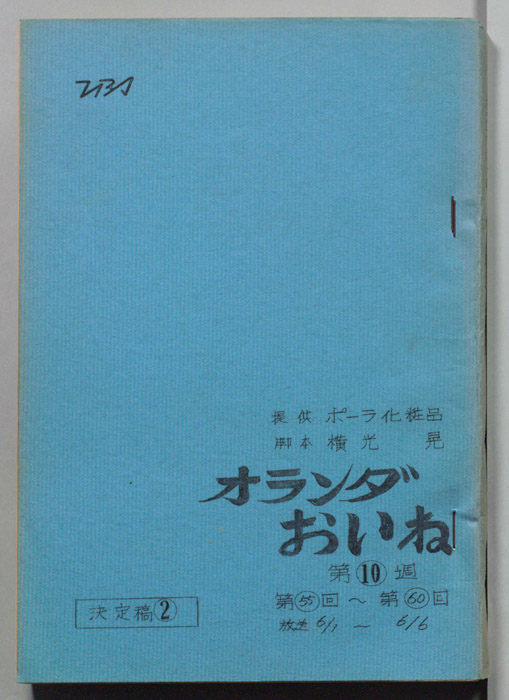 TBS
提供 ポーラ化粧品
脚本 横光 晃
オランダ
おいね
第⑩週
第55回 ～ 第60回
放送 6/1 ～ 6/6
決定稿②